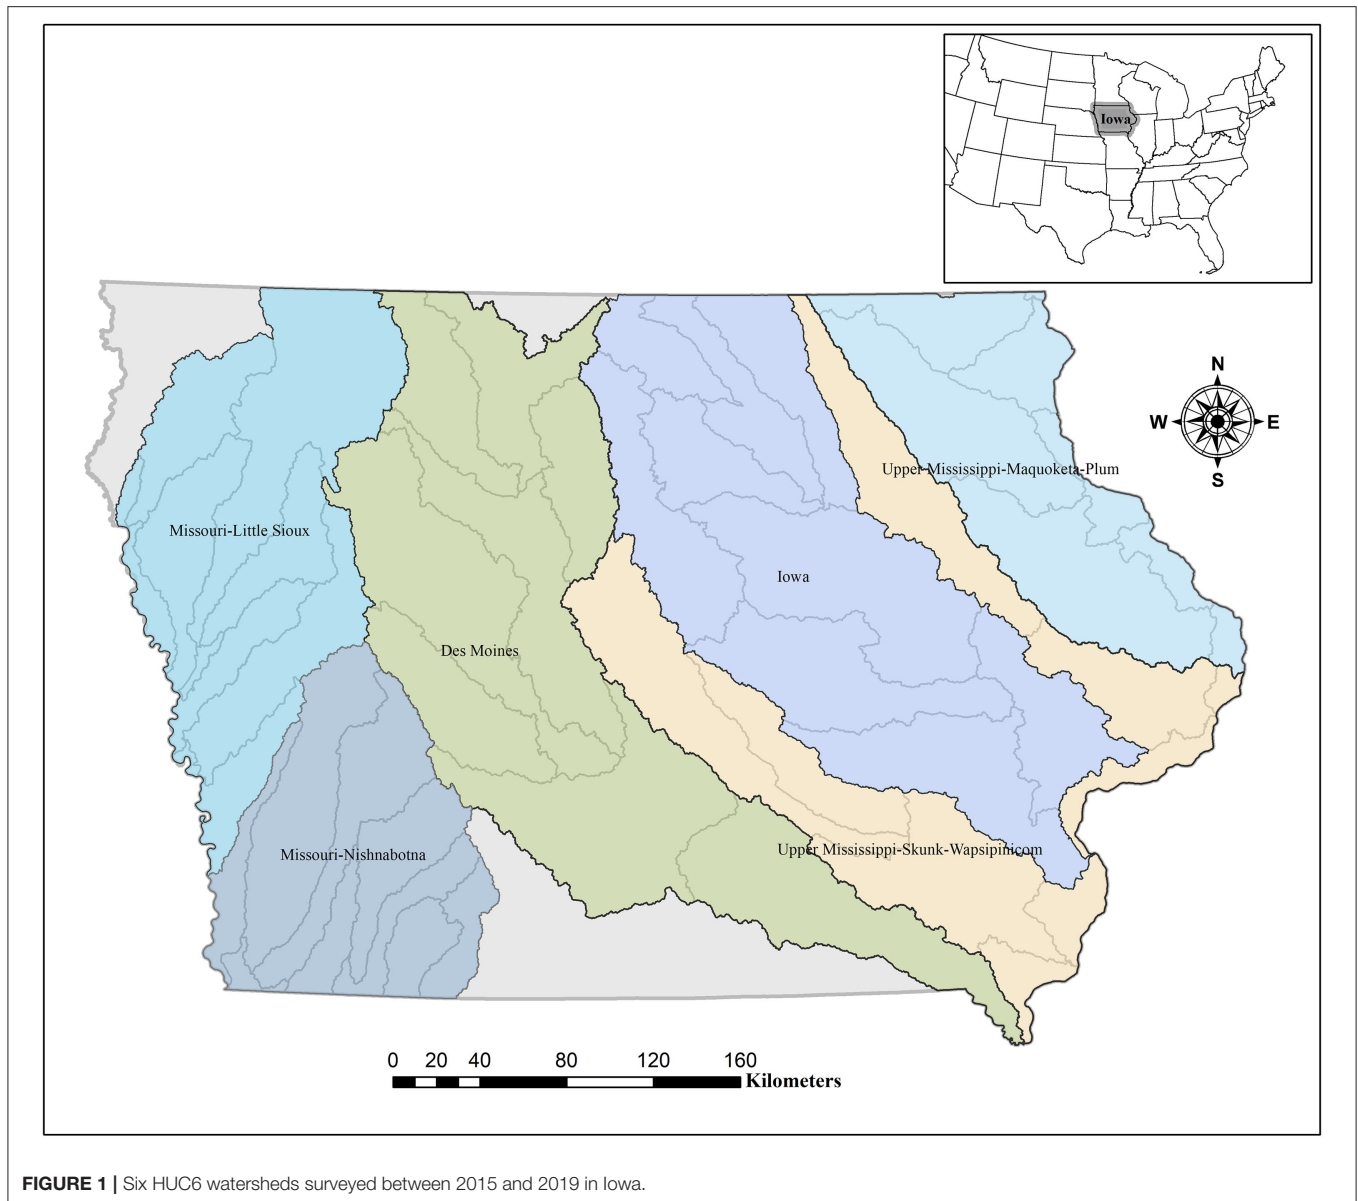 Iowa
N
W
E
S
Upper Mississippi-Maquoketa-Plum
Missouri-Little Sioux
Iowa
Des Moines
Missouri-Nishnabotna
Upper Mississippi-Skunk-Wapsipinicom
0 20 40 80 120 160
Kilometers
FIGURE 1 | Six HUC6 watersheds surveyed between 2015 and 2019 in Iowa.